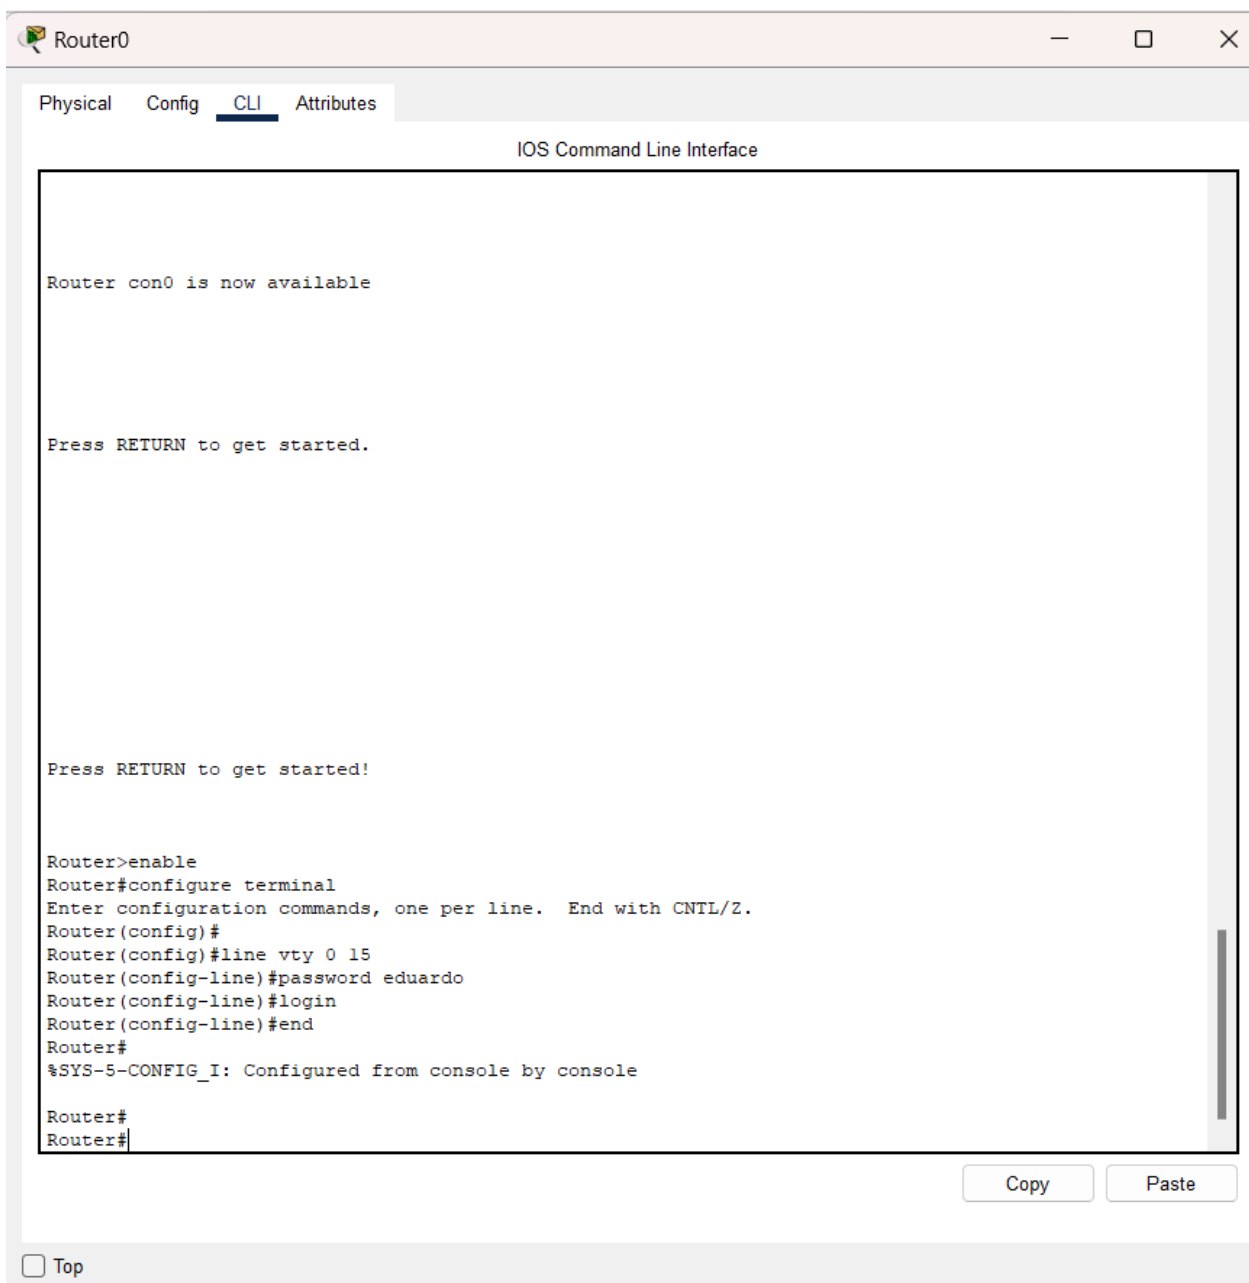 Router0
Physical Config CLI Attributes
IOS Command Line Interface
Router con0 is now available
Press RETURN to get started.
Press RETURN to get started!
Router>enable
Router#configure terminal
Enter configuration commands, one per line.  End with CNTL/Z.
Router(config)#
Router(config)#line vty 0 15
Router(config-line)#password eduardo
Router(config-line)#login
Router(config-line)#end
Router#
%SYS-5-CONFIG_I: Configured from console by console
Router#
Router#
Copy Paste
Top